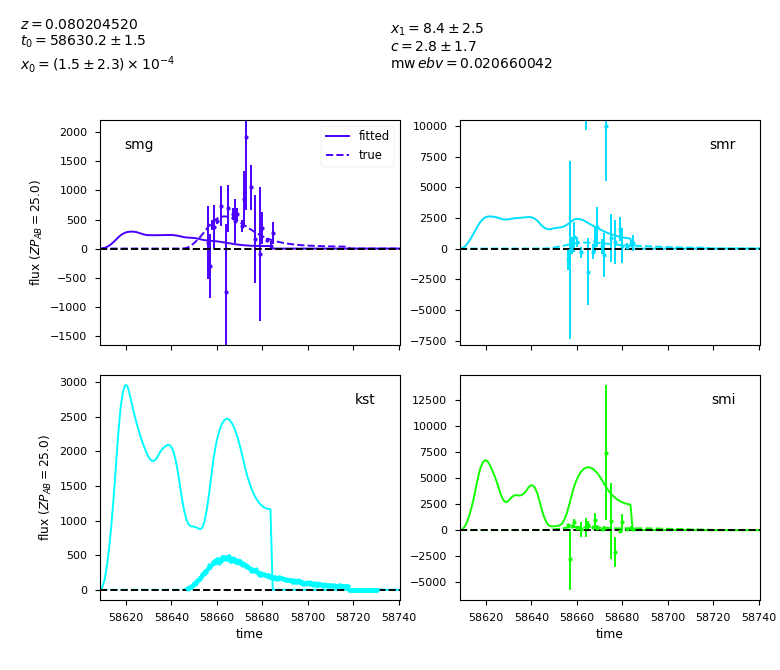 z = 0.080204520
t₀ = 58630.2 ± 1.5
x₀ = (1.5 ± 2.3) × 10⁻⁴
x₁ = 8.4 ± 2.5
c = 2.8 ± 1.7
mw ebv = 0.020660042
smg
fitted
true
2000
1500
1000
500
0
−500
−1000
−1500
flux (ZP_AB = 25.0)
smr
10000
7500
5000
2500
0
−2500
−5000
−7500
kst
3000
2500
2000
1500
1000
500
0
flux (ZP_AB = 25.0)
58620 58640 58660 58680 58700 58720 58740
time
smi
12500
10000
7500
5000
2500
0
−2500
−5000
58620 58640 58660 58680 58700 58720 58740
time